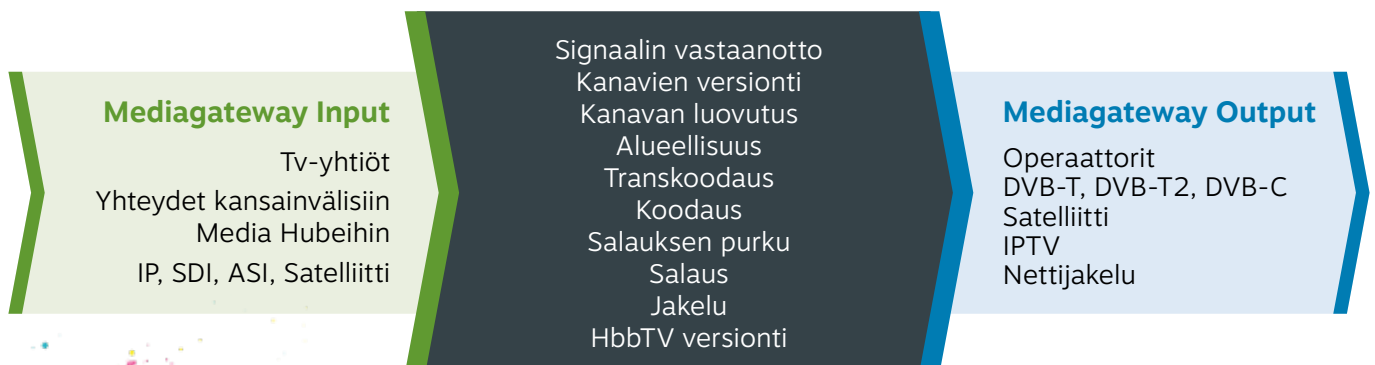 Mediagateway Input
Tv-yhtiöt
Yhteydet kansainvälisiin
Media Hubeihin
IP, SDI, ASI, Satelliitti
Signaalin vastaanotto
Kanavien versionti
Kanavan luovutus
Alueellisuus
Transkoodaus
Koodaus
Salauksen purku
Salaus
Jakelu
HbbTV versionti
Mediagateway Output
Operaattorit
DVB-T, DVB-T2, DVB-C
Satelliitti
IPTV
Nettijakelu